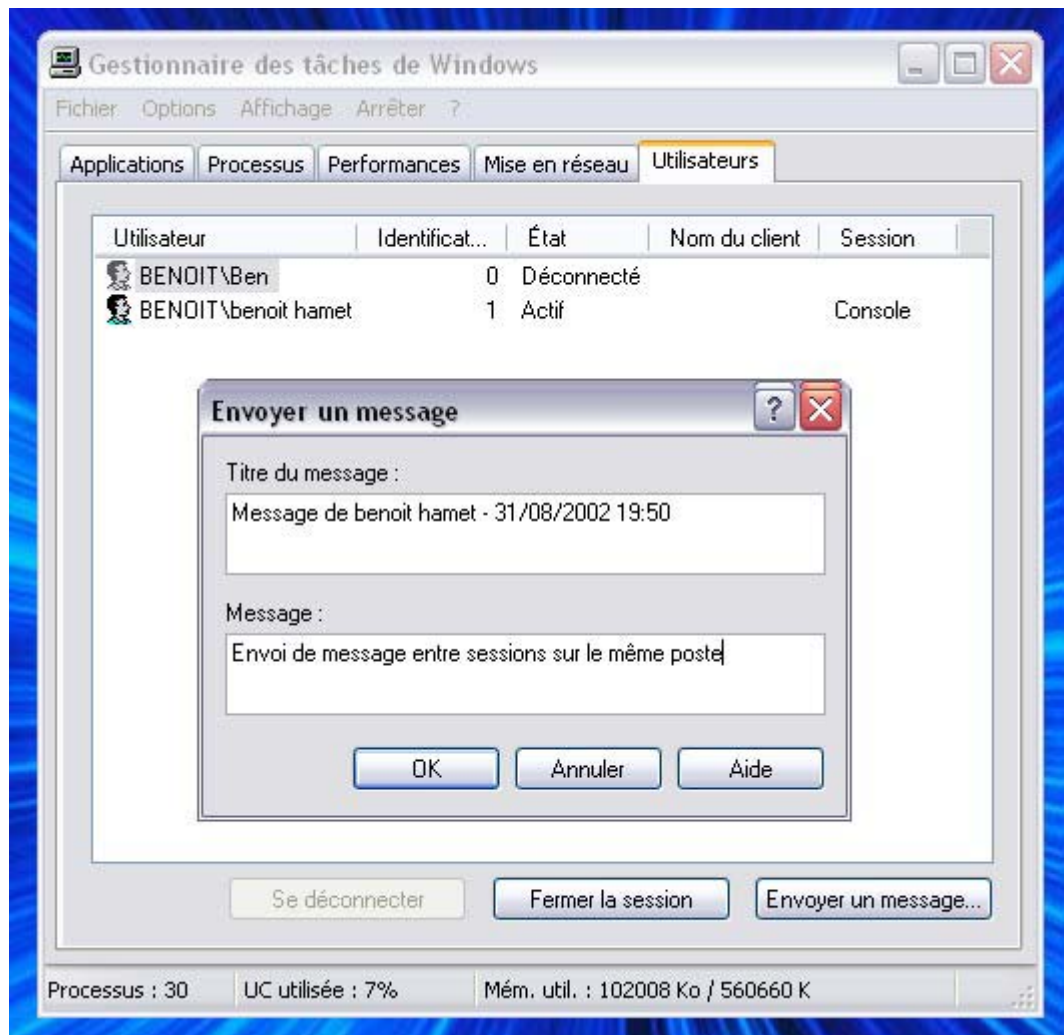 Gestionnaire des tâches de Windows
Fichier Options Affichage Arrêter ?
Applications Processus Performances Mise en réseau Utilisateurs
Utilisateur Identificat... État Nom du client Session
BENOIT\Ben 0 Déconnecté
BENOIT\benoit hamet 1 Actif Console
Envoyer un message
Titre du message :
Message de benoit hamet - 31/08/2002 19:50
Message :
Envoi de message entre sessions sur le même poste
OK Annuler Aide
Se déconnecter Fermer la session Envoyer un message...
Processus : 30 UC utilisée : 7% Mém. util. : 102008 Ko / 560660 K